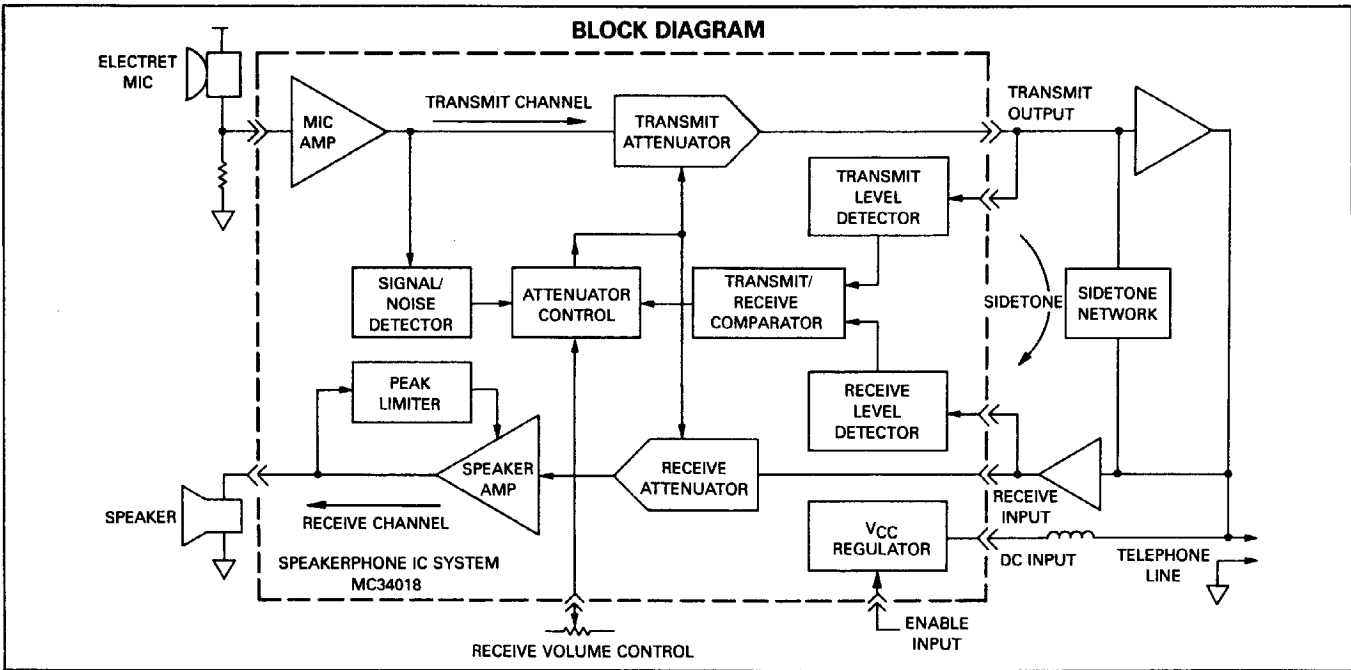 BLOCK DIAGRAM
ELECTRET
MIC
MIC
AMP
TRANSMIT CHANNEL
TRANSMIT
ATTENUATOR
TRANSMIT
OUTPUT
TRANSMIT
LEVEL
DETECTOR
SIGNAL/
NOISE
DETECTOR
ATTENUATOR
CONTROL
TRANSMIT/
RECEIVE
COMPARATOR
SIDETONE
SIDETONE
NETWORK
PEAK
LIMITER
RECEIVE
LEVEL
DETECTOR
SPEAKER
AMP
RECEIVE
ATTENUATOR
RECEIVE
INPUT
SPEAKER
RECEIVE CHANNEL
VCC
REGULATOR
DC INPUT
TELEPHONE
LINE
SPEAKERPHONE IC SYSTEM
MC34018
ENABLE
INPUT
RECEIVE VOLUME CONTROL